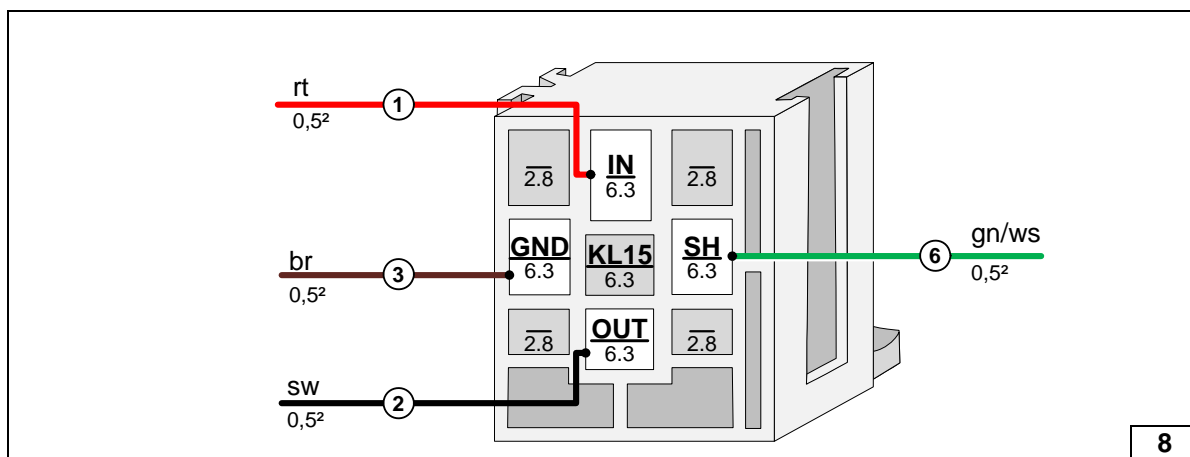 rt
1
0,5²
2.8
IN
6.3
2.8
br
3
0,5²
GND
6.3
KL15
6.3
SH
6.3
6
gn/ws
0,5²
2.8
OUT
6.3
2.8
sw
2
0,5²
8